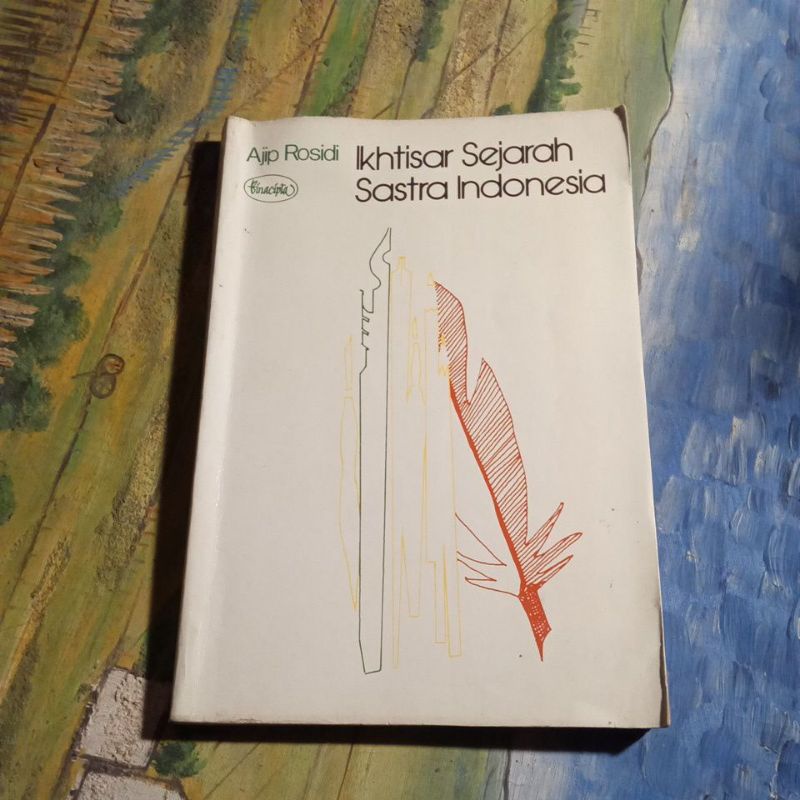 Ajip Rosidi
Binacipta
Ikhtisar Sejarah
Sastra Indonesia